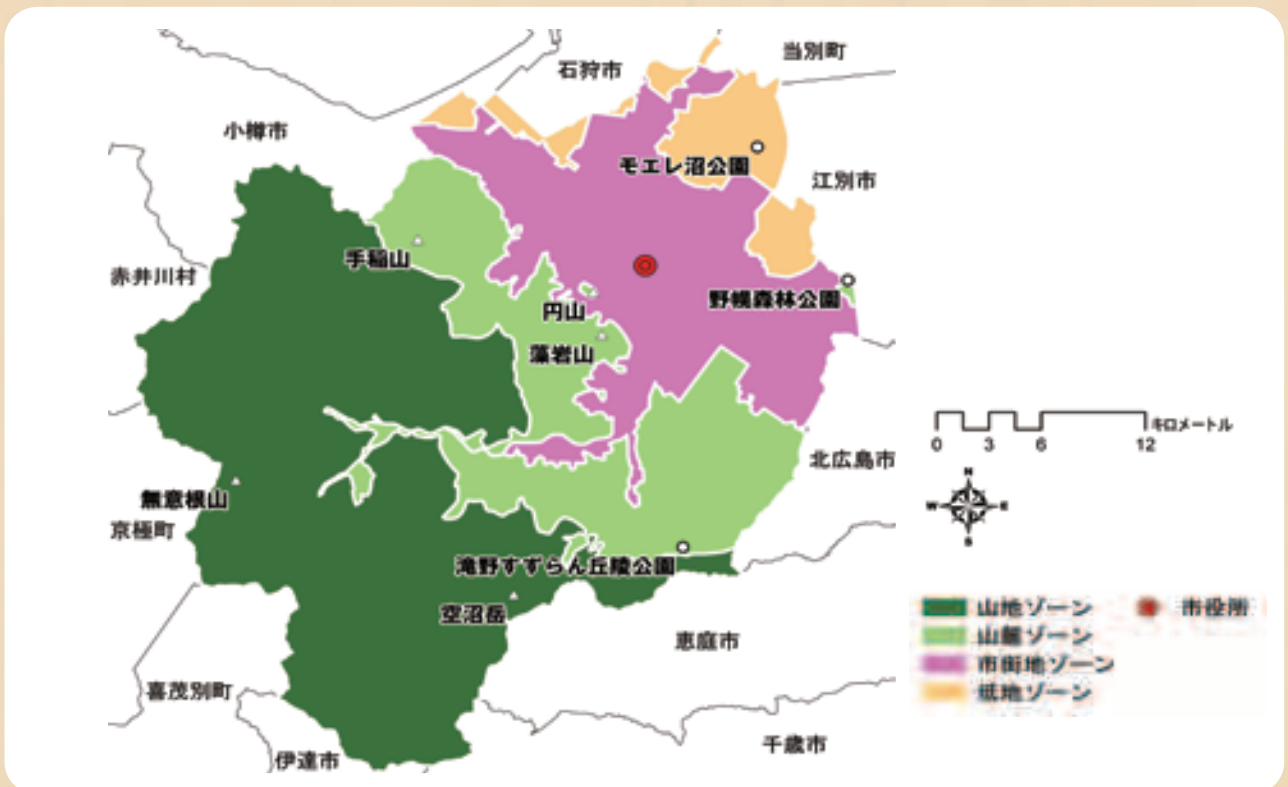 当別町
石狩市
小樽市
モエレ沼公園
江別市
手稲山
赤井川村
野幌森林公園
円山
藻岩山
キロメートル
0 3 6 12
北広島市
N
W E
S
無意根山
京極町
滝野すずらん丘陵公園
空沼岳
山地ゾーン
市役所
山麓ゾーン
恵庭市
市街地ゾーン
喜茂別町
低地ゾーン
千歳市
伊達市